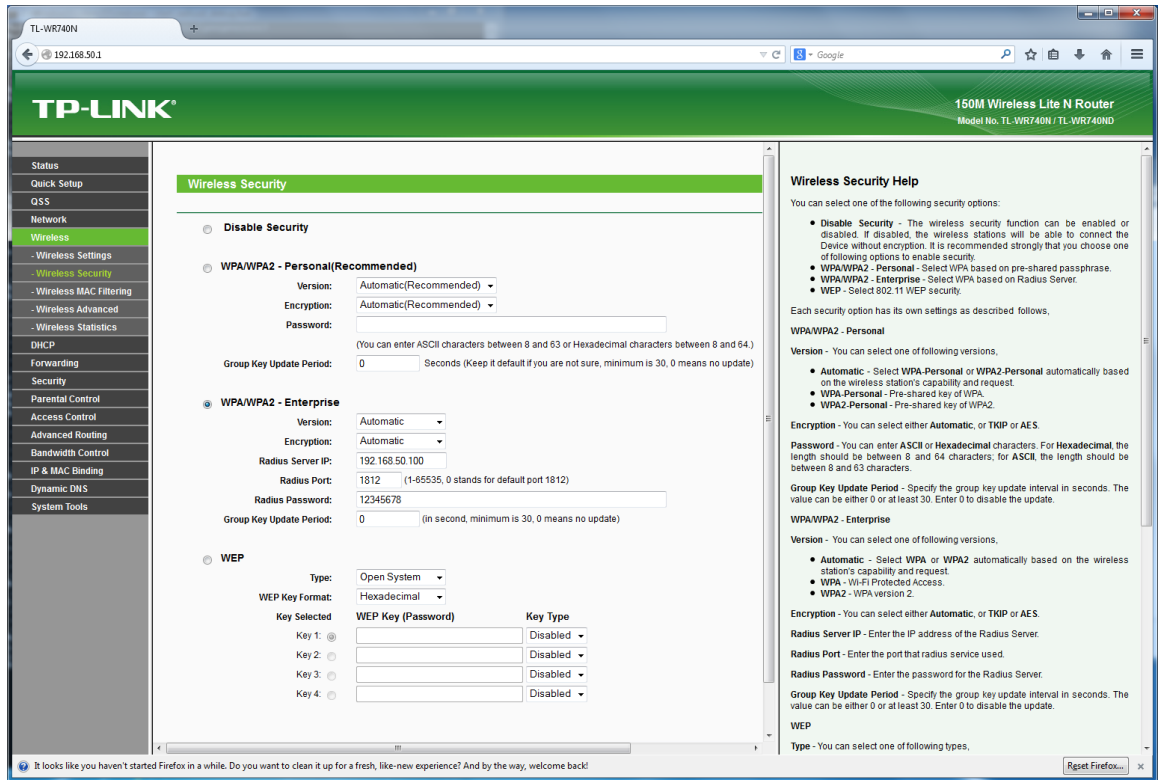 TL-WR740N
192.168.50.1
Google
TP-LINK®
150M Wireless Lite N Router
Model No. TL-WR740N / TL-WR740ND
Status
Quick Setup
QSS
Network
Wireless
- Wireless Settings
- Wireless Security
- Wireless MAC Filtering
- Wireless Advanced
- Wireless Statistics
DHCP
Forwarding
Security
Parental Control
Access Control
Advanced Routing
Bandwidth Control
IP & MAC Binding
Dynamic DNS
System Tools
Wireless Security
Disable Security
WPA/WPA2 - Personal(Recommended)
Version: Automatic(Recommended)
Encryption: Automatic(Recommended)
Password:
(You can enter ASCII characters between 8 and 63 or Hexadecimal characters between 8 and 64.)
Group Key Update Period: 0 Seconds (Keep it default if you are not sure, minimum is 30, 0 means no update)
WPA/WPA2 - Enterprise
Version: Automatic
Encryption: Automatic
Radius Server IP: 192.168.50.100
Radius Port: 1812 (1-65535, 0 stands for default port 1812)
Radius Password: 12345678
Group Key Update Period: 0 (in second, minimum is 30, 0 means no update)
WEP
Type: Open System
WEP Key Format: Hexadecimal
Key Selected WEP Key (Password) Key Type
Key 1: Disabled
Key 2: Disabled
Key 3: Disabled
Key 4: Disabled
Wireless Security Help
You can select one of the following security options:
● Disable Security - The wireless security function can be enabled or
disabled. If disabled, the wireless stations will be able to connect the
Device without encryption. It is recommended strongly that you choose one
of following options to enable security.
● WPA/WPA2 - Personal - Select WPA based on pre-shared passphrase.
● WPA/WPA2 - Enterprise - Select WPA based on Radius Server.
● WEP - Select 802.11 WEP security.
Each security option has its own settings as described follows,
WPA/WPA2 - Personal
Version - You can select one of following versions,
● Automatic - Select WPA-Personal or WPA2-Personal automatically based
on the wireless station's capability and request.
● WPA-Personal - Pre-shared key of WPA.
● WPA2-Personal - Pre-shared key of WPA2.
Encryption - You can select either Automatic, or TKIP or AES.
Password - You can enter ASCII or Hexadecimal characters. For Hexadecimal, the
length should be between 8 and 64 characters; for ASCII, the length should be
between 8 and 63 characters.
Group Key Update Period - Specify the group key update interval in seconds. The
value can be either 0 or at least 30. Enter 0 to disable the update.
WPA/WPA2 - Enterprise
Version - You can select one of following versions,
● Automatic - Select WPA or WPA2 automatically based on the wireless
station's capability and request.
● WPA - Wi-Fi Protected Access.
● WPA2 - WPA version 2.
Encryption - You can select either Automatic, or TKIP or AES.
Radius Server IP - Enter the IP address of the Radius Server.
Radius Port - Enter the port that radius service used.
Radius Password - Enter the password for the Radius Server.
Group Key Update Period - Specify the group key update interval in seconds. The
value can be either 0 or at least 30. Enter 0 to disable the update.
WEP
Type - You can select one of following types,
It looks like you haven't started Firefox in a while. Do you want to clean it up for a fresh, like-new experience? And by the way, welcome back!
Reset Firefox...